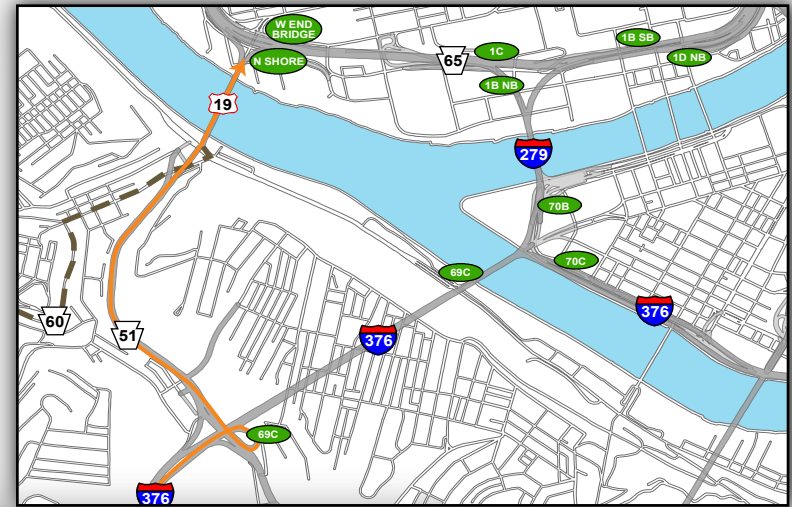 W END
BRIDGE
N SHORE
65
1C
1B SB
1D NB
1B NB
19
279
70B
70C
69C
376
376
60
51
69C
376